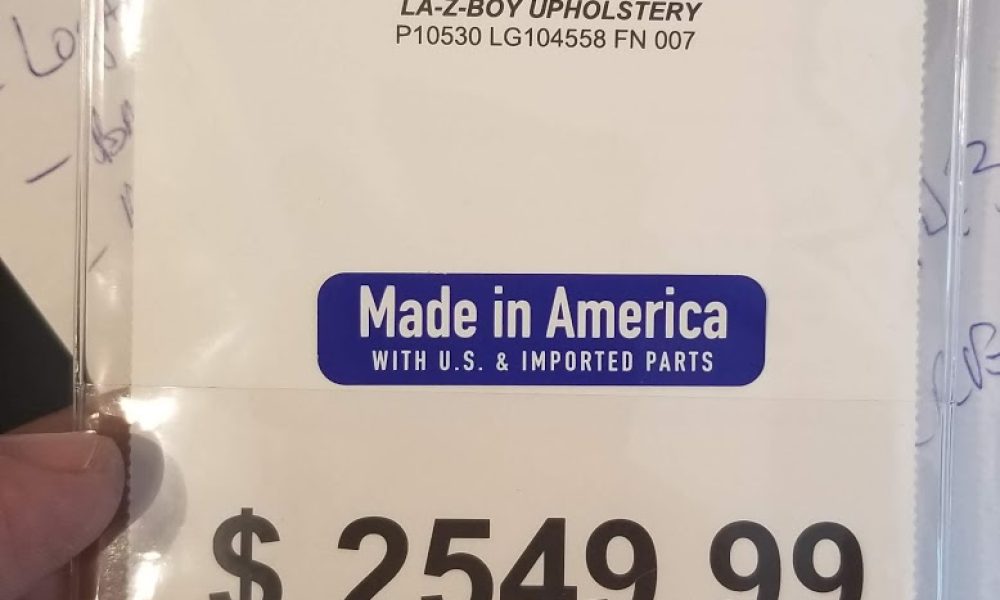 LA-Z-BOY UPHOLSTERY
P10530 LG104558 FN 007
Made in America
WITH U.S. & IMPORTED PARTS
$ 2549.99